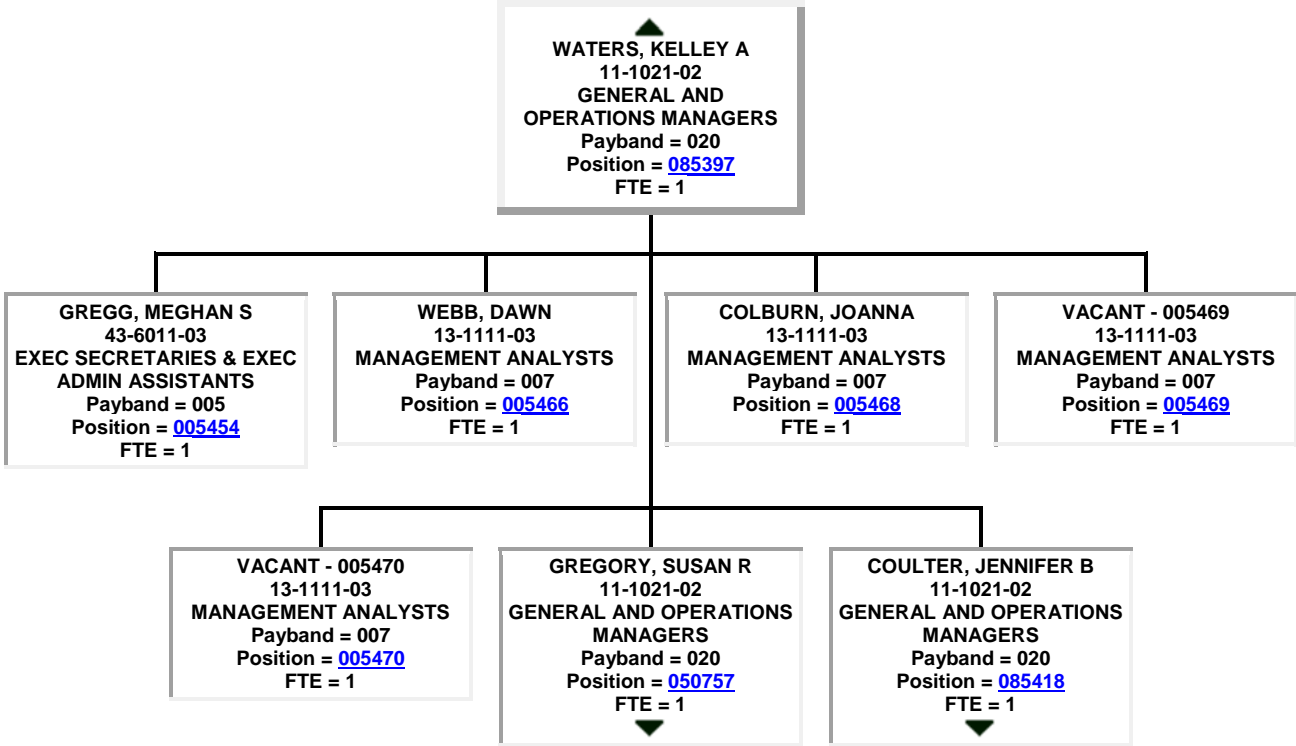 WATERS, KELLEY A
11-1021-02
GENERAL AND
OPERATIONS MANAGERS
Payband = 020
Position = 085397
FTE = 1
GREGG, MEGHAN S
43-6011-03
EXEC SECRETARIES & EXEC
ADMIN ASSISTANTS
Payband = 005
Position = 005454
FTE = 1
WEBB, DAWN
13-1111-03
MANAGEMENT ANALYSTS
Payband = 007
Position = 005466
FTE = 1
COLBURN, JOANNA
13-1111-03
MANAGEMENT ANALYSTS
Payband = 007
Position = 005468
FTE = 1
VACANT - 005469
13-1111-03
MANAGEMENT ANALYSTS
Payband = 007
Position = 005469
FTE = 1
VACANT - 005470
13-1111-03
MANAGEMENT ANALYSTS
Payband = 007
Position = 005470
FTE = 1
GREGORY, SUSAN R
11-1021-02
GENERAL AND OPERATIONS
MANAGERS
Payband = 020
Position = 050757
FTE = 1
COULTER, JENNIFER B
11-1021-02
GENERAL AND OPERATIONS
MANAGERS
Payband = 020
Position = 085418
FTE = 1